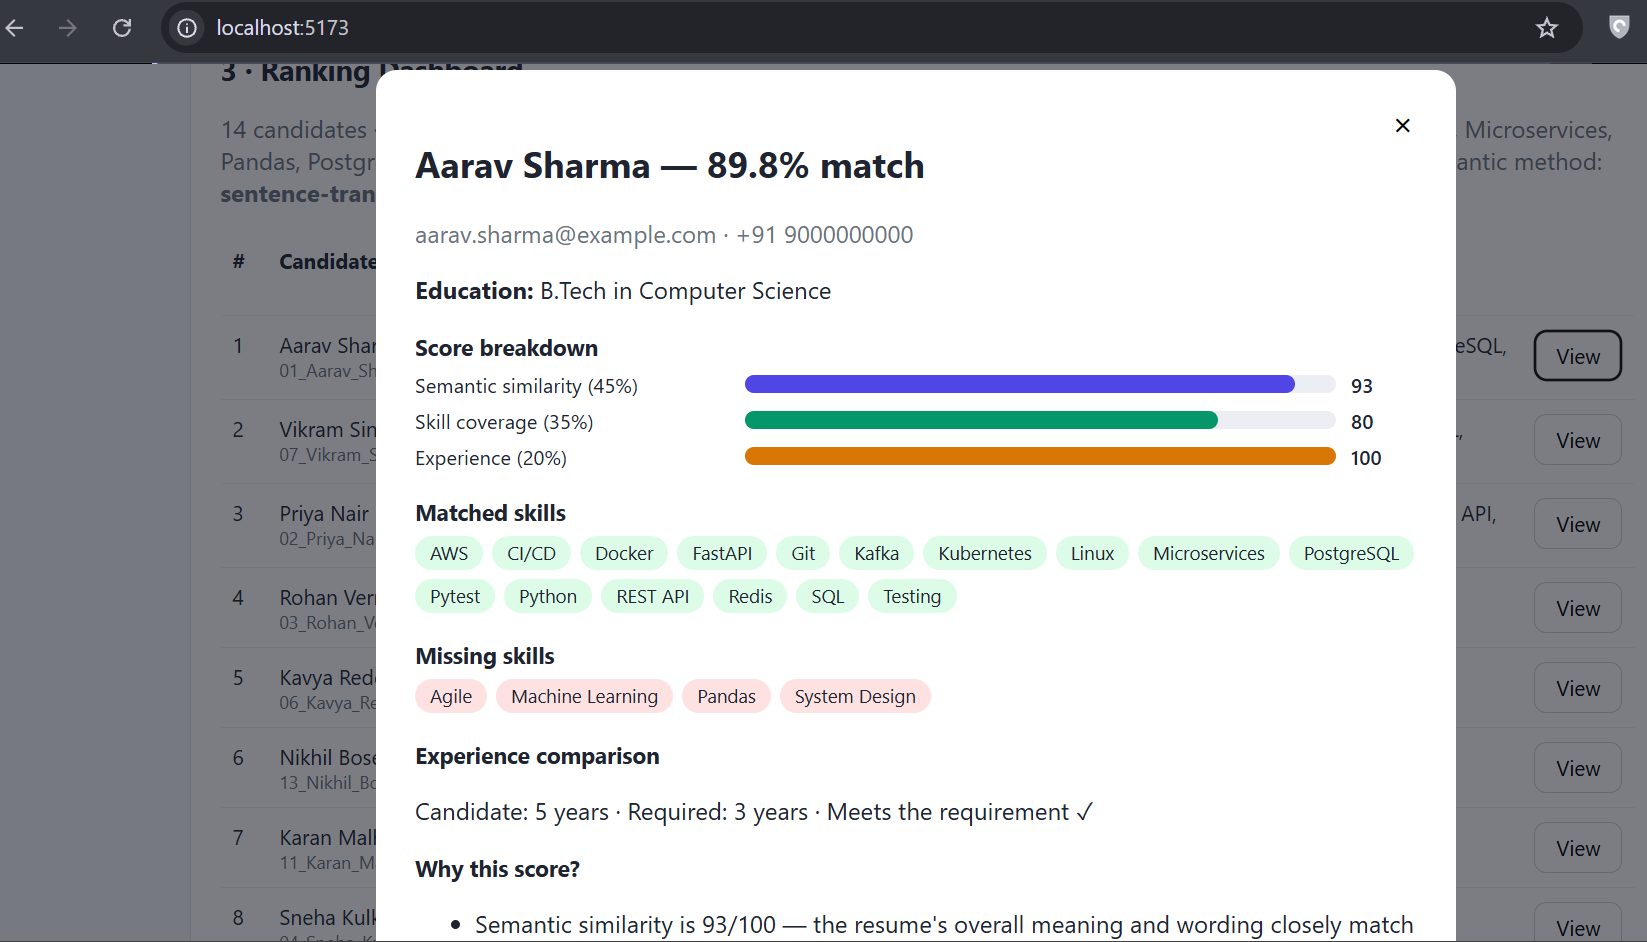 localhost:5173
3 · Ranking Dashboard
14 candidates · Microservices,
Pandas, Postgr antic method:
sentence-tran
# Candidate
1 Aarav Shar eSQL, View
01_Aarav_Sh
2 Vikram Sin View
07_Vikram_S
3 Priya Nair API, View
02_Priya_Na
4 Rohan Ver View
03_Rohan_V
5 Kavya Red View
06_Kavya_Re
6 Nikhil Bose View
13_Nikhil_Bo
7 Karan Mal View
11_Karan_M
8 Sneha Kulk View
×
Aarav Sharma — 89.8% match
aarav.sharma@example.com · +91 9000000000
Education: B.Tech in Computer Science
Score breakdown
Semantic similarity (45%) 93
Skill coverage (35%) 80
Experience (20%) 100
Matched skills
AWS CI/CD Docker FastAPI Git Kafka Kubernetes Linux Microservices PostgreSQL
Pytest Python REST API Redis SQL Testing
Missing skills
Agile Machine Learning Pandas System Design
Experience comparison
Candidate: 5 years · Required: 3 years · Meets the requirement ✓
Why this score?
• Semantic similarity is 93/100 — the resume's overall meaning and wording closely match